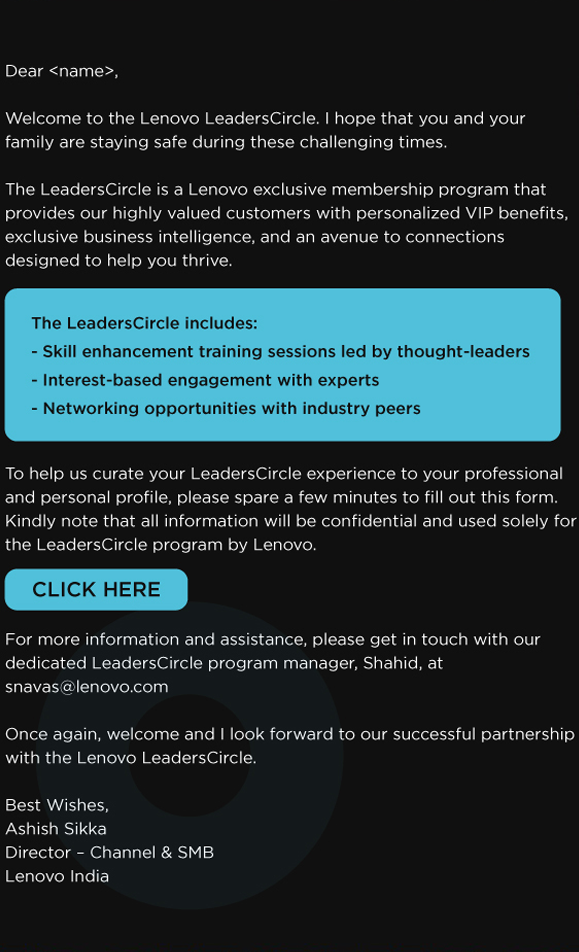 Dear <name>,
Welcome to the Lenovo LeadersCircle. I hope that you and your
family are staying safe during these challenging times.
The LeadersCircle is a Lenovo exclusive membership program that
provides our highly valued customers with personalized VIP benefits,
exclusive business intelligence, and an avenue to connections
designed to help you thrive.
The LeadersCircle includes:
- Skill enhancement training sessions led by thought-leaders
- Interest-based engagement with experts
- Networking opportunities with industry peers
To help us curate your LeadersCircle experience to your professional
and personal profile, please spare a few minutes to fill out this form.
Kindly note that all information will be confidential and used solely for
the LeadersCircle program by Lenovo.
CLICK HERE
For more information and assistance, please get in touch with our
dedicated LeadersCircle program manager, Shahid, at
snavas@lenovo.com
Once again, welcome and I look forward to our successful partnership
with the Lenovo LeadersCircle.
Best Wishes,
Ashish Sikka
Director – Channel & SMB
Lenovo India